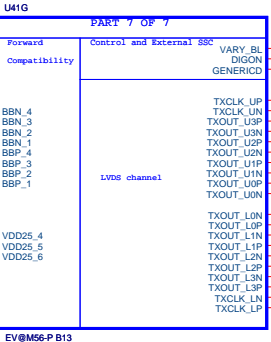 U41G
PART 7 OF 7
Forward
Compatibility
Control and External SSC
VARY_BL
DIGON
GENERICD
BBN_4
BBN_3
BBN_2
BBN_1
BBP_4
BBP_3
BBP_2
BBP_1
VDD25_4
VDD25_5
VDD25_6
LVDS channel
TXCLK_UP
TXCLK_UN
TXOUT_U3P
TXOUT_U3N
TXOUT_U2P
TXOUT_U2N
TXOUT_U1P
TXOUT_U1N
TXOUT_U0P
TXOUT_U0N
TXOUT_L0N
TXOUT_L0P
TXOUT_L1N
TXOUT_L1P
TXOUT_L2N
TXOUT_L2P
TXOUT_L3N
TXOUT_L3P
TXCLK_LN
TXCLK_LP
EV@M56-P B13